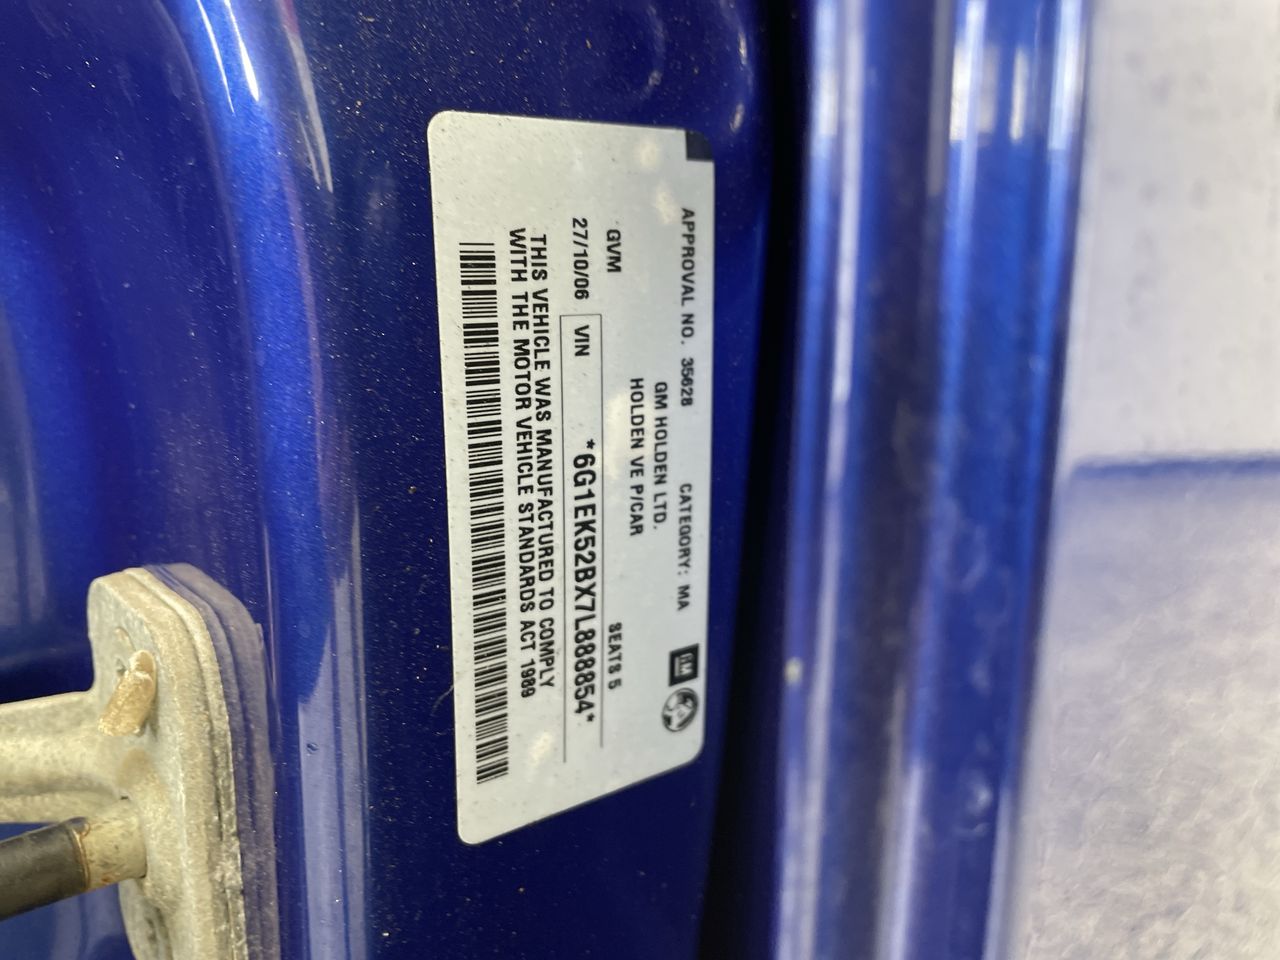 APPROVAL NO. 35628 CATEGORY: MA
GM
GM HOLDEN LTD.
HOLDEN VE P/CAR
GVM SEATS 5
27/10/06 VIN *6G1EK52BX7L888854*
THIS VEHICLE WAS MANUFACTURED TO COMPLY
WITH THE MOTOR VEHICLE STANDARDS ACT 1989